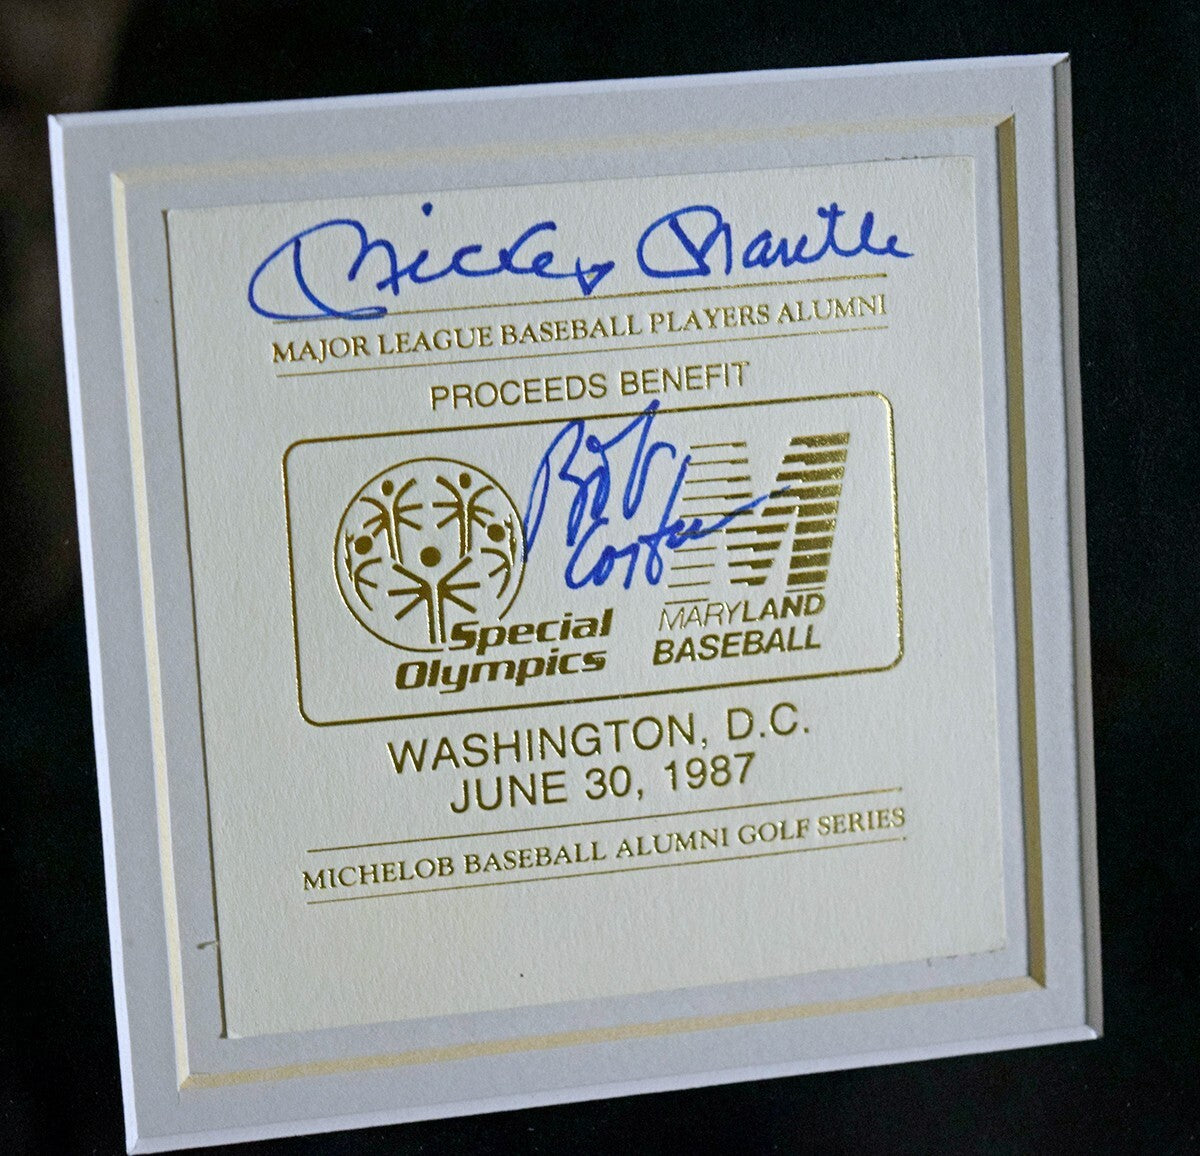 Mickey Mantle
MAJOR LEAGUE BASEBALL PLAYERS ALUMNI
PROCEEDS BENEFIT
Bob
Costas
Special
Olympics
M
MARYLAND
BASEBALL
WASHINGTON, D.C.
JUNE 30, 1987
MICHELOB BASEBALL ALUMNI GOLF SERIES